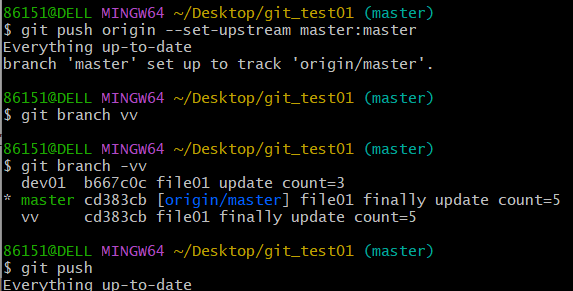 86151@DELL MINGW64 ~/Desktop/git_test01 (master)
$ git push origin --set-upstream master:master
Everything up-to-date
branch 'master' set up to track 'origin/master'.
86151@DELL MINGW64 ~/Desktop/git_test01 (master)
$ git branch vv
86151@DELL MINGW64 ~/Desktop/git_test01 (master)
$ git branch -vv
  dev01  b667c0c file01 update count=3
* master cd383cb [origin/master] file01 finally update count=5
  vv     cd383cb file01 finally update count=5
86151@DELL MINGW64 ~/Desktop/git_test01 (master)
$ git push
Everything up-to-date